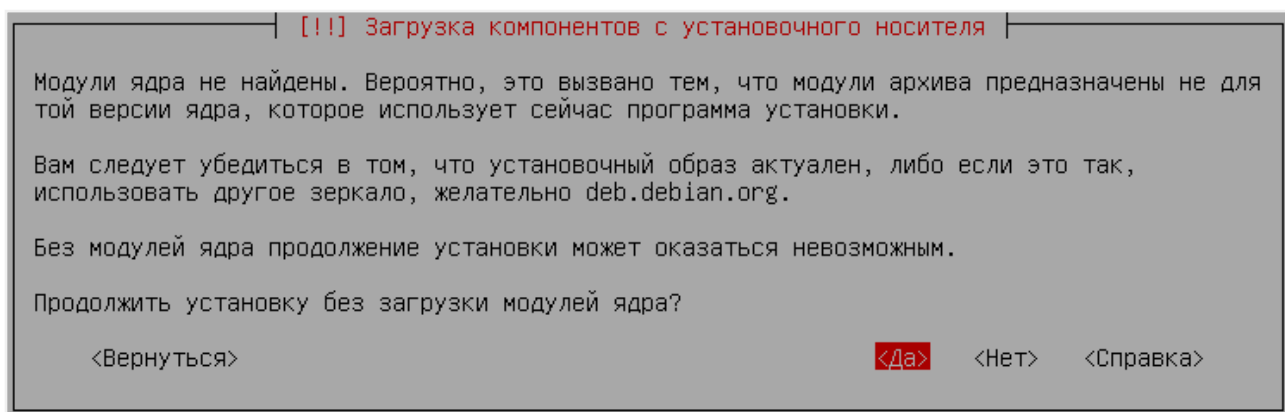 [!!] Загрузка компонентов с установочного носителя
Модули ядра не найдены. Вероятно, это вызвано тем, что модули архива предназначены не для
той версии ядра, которое использует сейчас программа установки.
Вам следует убедиться в том, что установочный образ актуален, либо если это так,
использовать другое зеркало, желательно deb.debian.org.
Без модулей ядра продолжение установки может оказаться невозможным.
Продолжить установку без загрузки модулей ядра?
<Вернуться> <Да> <Нет> <Справка>